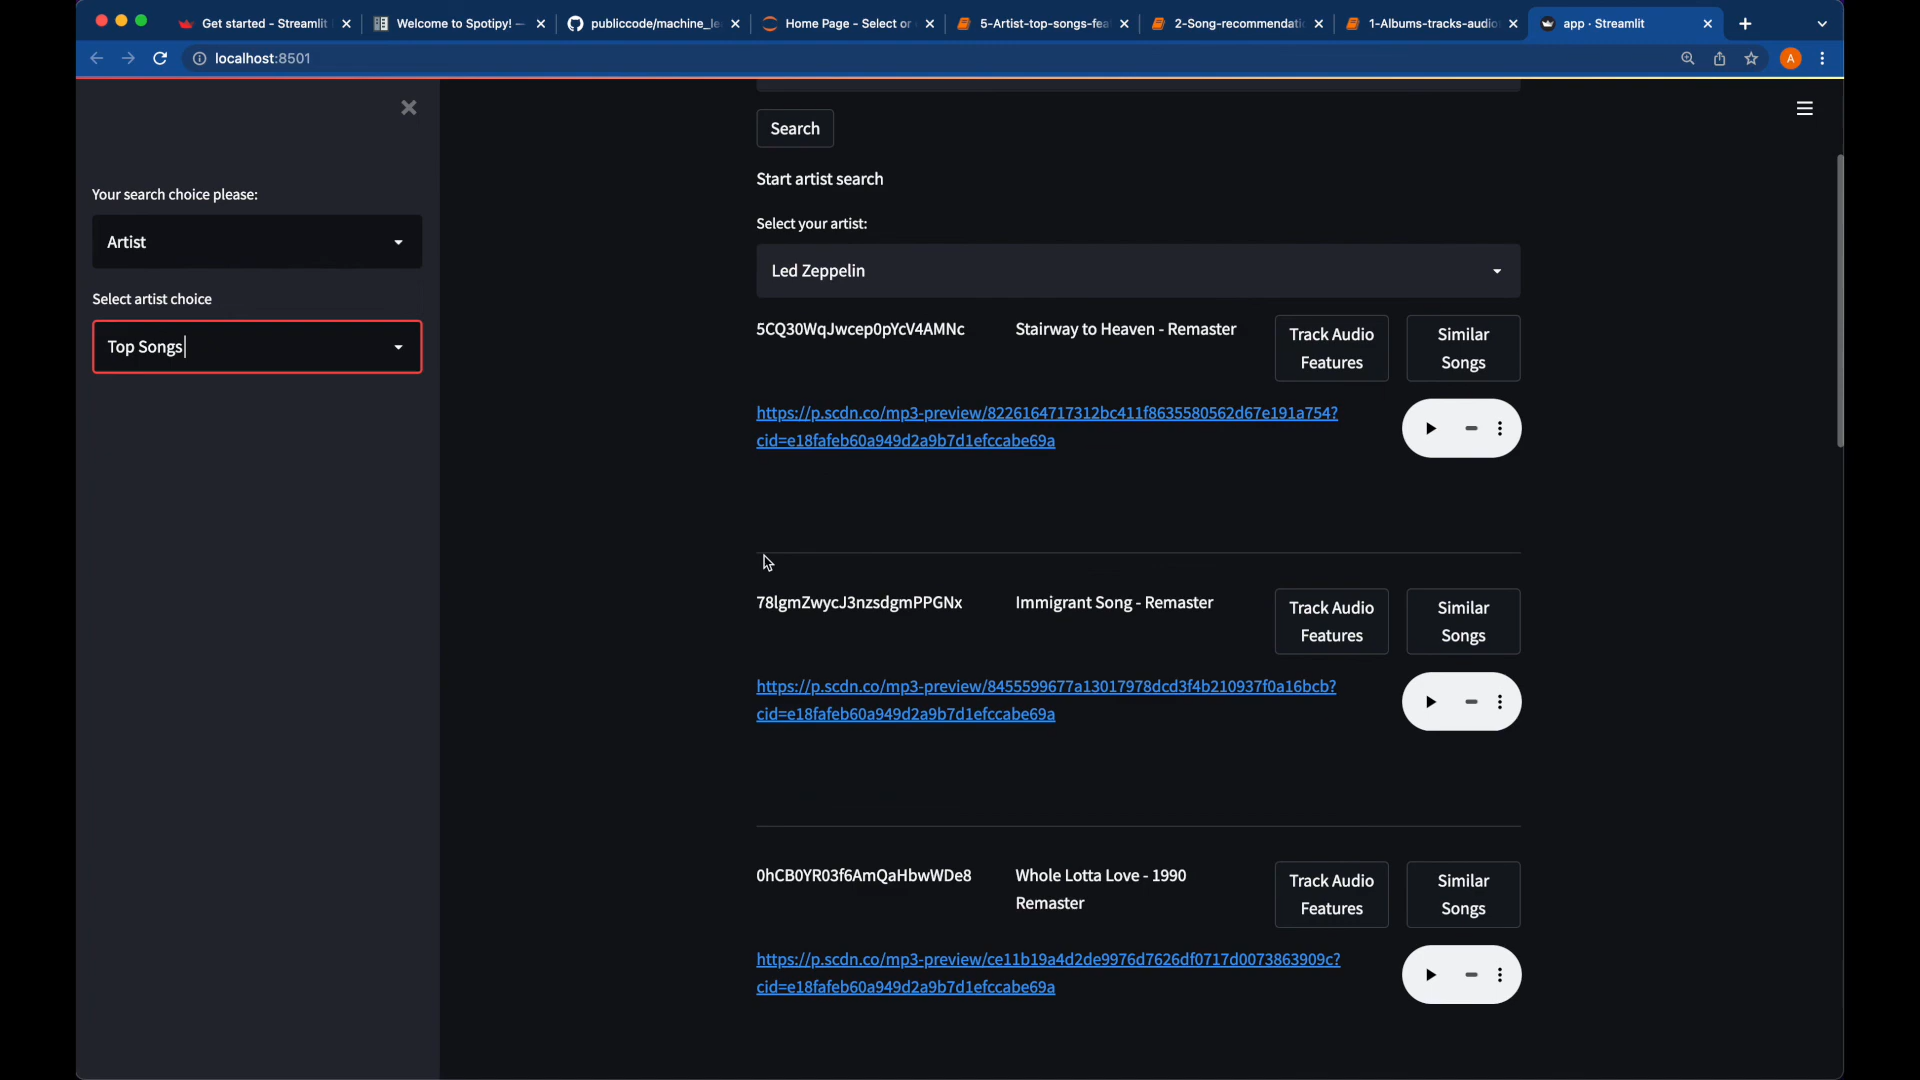 Get started - Streamlit
Welcome to Spotipy! —
publiccode/machine_le
Home Page - Select or
5-Artist-top-songs-fea
2-Song-recommendatic
1-Albums-tracks-audio
app · Streamlit
localhost:8501
A
Your search choice please:
Artist
Select artist choice
Top Songs
Search
Start artist search
Select your artist:
Led Zeppelin
5CQ30WqJwcep0pYcV4AMNc
Stairway to Heaven - Remaster
Track Audio
Features
Similar
Songs
https://p.scdn.co/mp3-preview/8226164717312bc411f8635580562d67e191a754?
cid=e18fafeb60a949d2a9b7d1efccabe69a
78lgmZwycJ3nzsdgmPPGNx
Immigrant Song - Remaster
Track Audio
Features
Similar
Songs
https://p.scdn.co/mp3-preview/8455599677a13017978dcd3f4b210937f0a16bcb?
cid=e18fafeb60a949d2a9b7d1efccabe69a
0hCB0YR03f6AmQaHbwWDe8
Whole Lotta Love - 1990
Remaster
Track Audio
Features
Similar
Songs
https://p.scdn.co/mp3-preview/ce11b19a4d2de9976d7626df0717d0073863909c?
cid=e18fafeb60a949d2a9b7d1efccabe69a